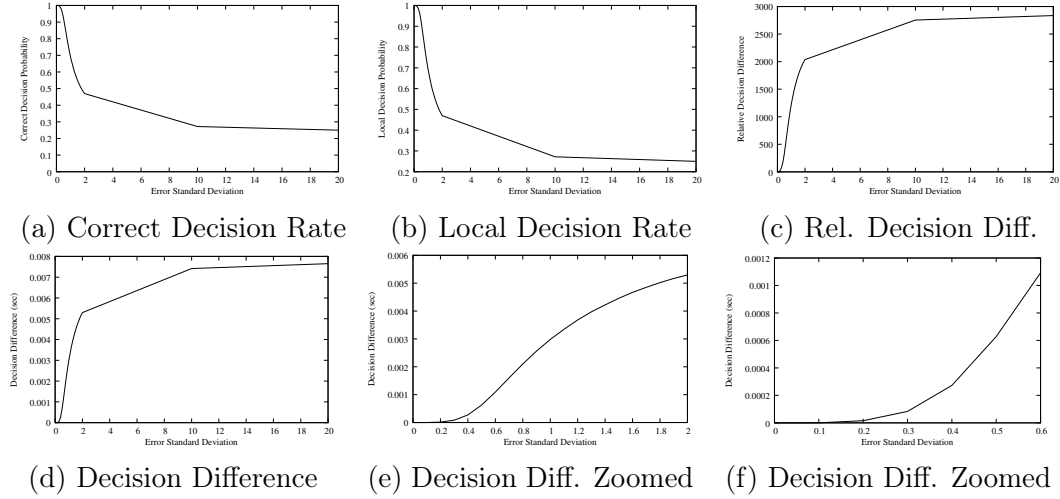 1
0.9
0.8
0.7
0.6
0.5
0.4
0.3
0.2
0.1
0
0 2 4 6 8 10 12 14 16 18 20
Correct Decision Probability
Error Standard Deviation
(a) Correct Decision Rate
1
0.9
0.8
0.7
0.6
0.5
0.4
0.3
0.2
0 2 4 6 8 10 12 14 16 18 20
Local Decision Probability
Error Standard Deviation
(b) Local Decision Rate
3000
2500
2000
1500
1000
500
0
0 2 4 6 8 10 12 14 16 18 20
Relative Decision Difference
Error Standard Deviation
(c) Rel. Decision Diff.
0.008
0.007
0.006
0.005
0.004
0.003
0.002
0.001
0
0 2 4 6 8 10 12 14 16 18 20
Decision Difference (sec)
Error Standard Deviation
(d) Decision Difference
0.006
0.005
0.004
0.003
0.002
0.001
0
0 0.2 0.4 0.6 0.8 1 1.2 1.4 1.6 1.8 2
Decision Difference (sec)
Error Standard Deviation
(e) Decision Diff. Zoomed
0.0012
0.001
0.0008
0.0006
0.0004
0.0002
0
0 0.1 0.2 0.3 0.4 0.5 0.6
Decision Difference (sec)
Error Standard Deviation
(f) Decision Diff. Zoomed